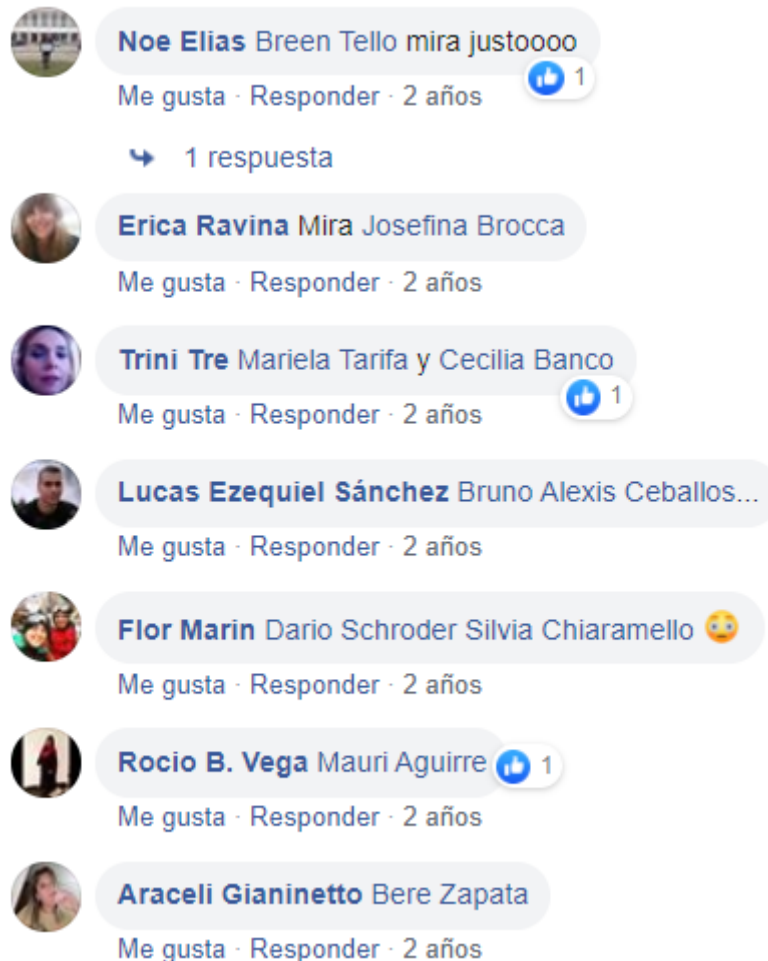 Noe Elias Breen Tello mira justoooo
1
Me gusta · Responder · 2 años
1 respuesta
Erica Ravina Mira Josefina Brocca
Me gusta · Responder · 2 años
Trini Tre Mariela Tarifa y Cecilia Banco
1
Me gusta · Responder · 2 años
Lucas Ezequiel Sánchez Bruno Alexis Ceballos...
Me gusta · Responder · 2 años
Flor Marin Dario Schroder Silvia Chiaramello 😳
Me gusta · Responder · 2 años
Rocio B. Vega Mauri Aguirre 1
Me gusta · Responder · 2 años
Araceli Gianinetto Bere Zapata
Me gusta · Responder · 2 años